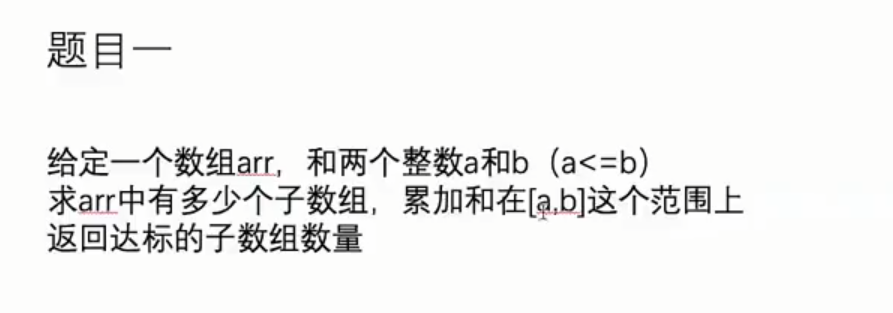 题目一
给定一个数组arr，和两个整数a和b（a<=b）
求arr中有多少个子数组，累加和在[a,b]这个范围上
返回达标的子数组数量